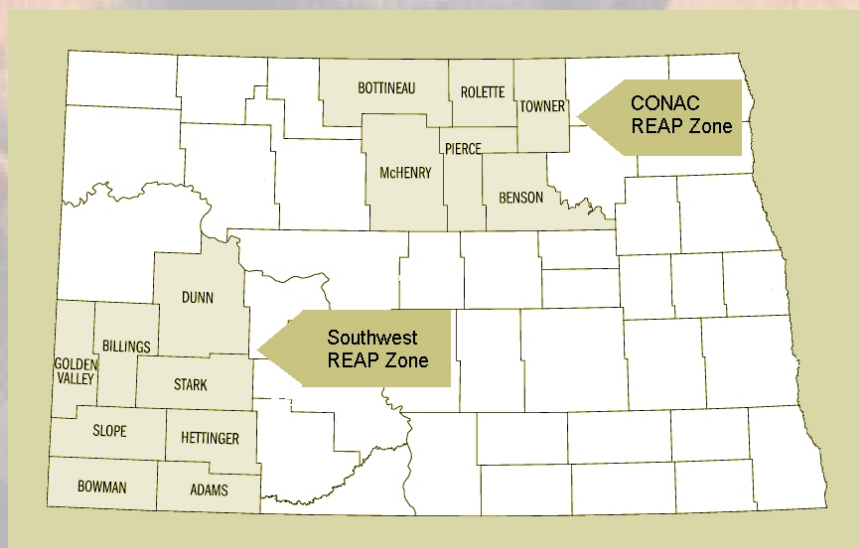 BOTTINEAU
ROLETTE
TOWNER
CONAC
REAP Zone
PIERCE
McHENRY
BENSON
DUNN
Southwest
REAP Zone
BILLINGS
GOLDEN
VALLEY
STARK
SLOPE
HETTINGER
BOWMAN
ADAMS